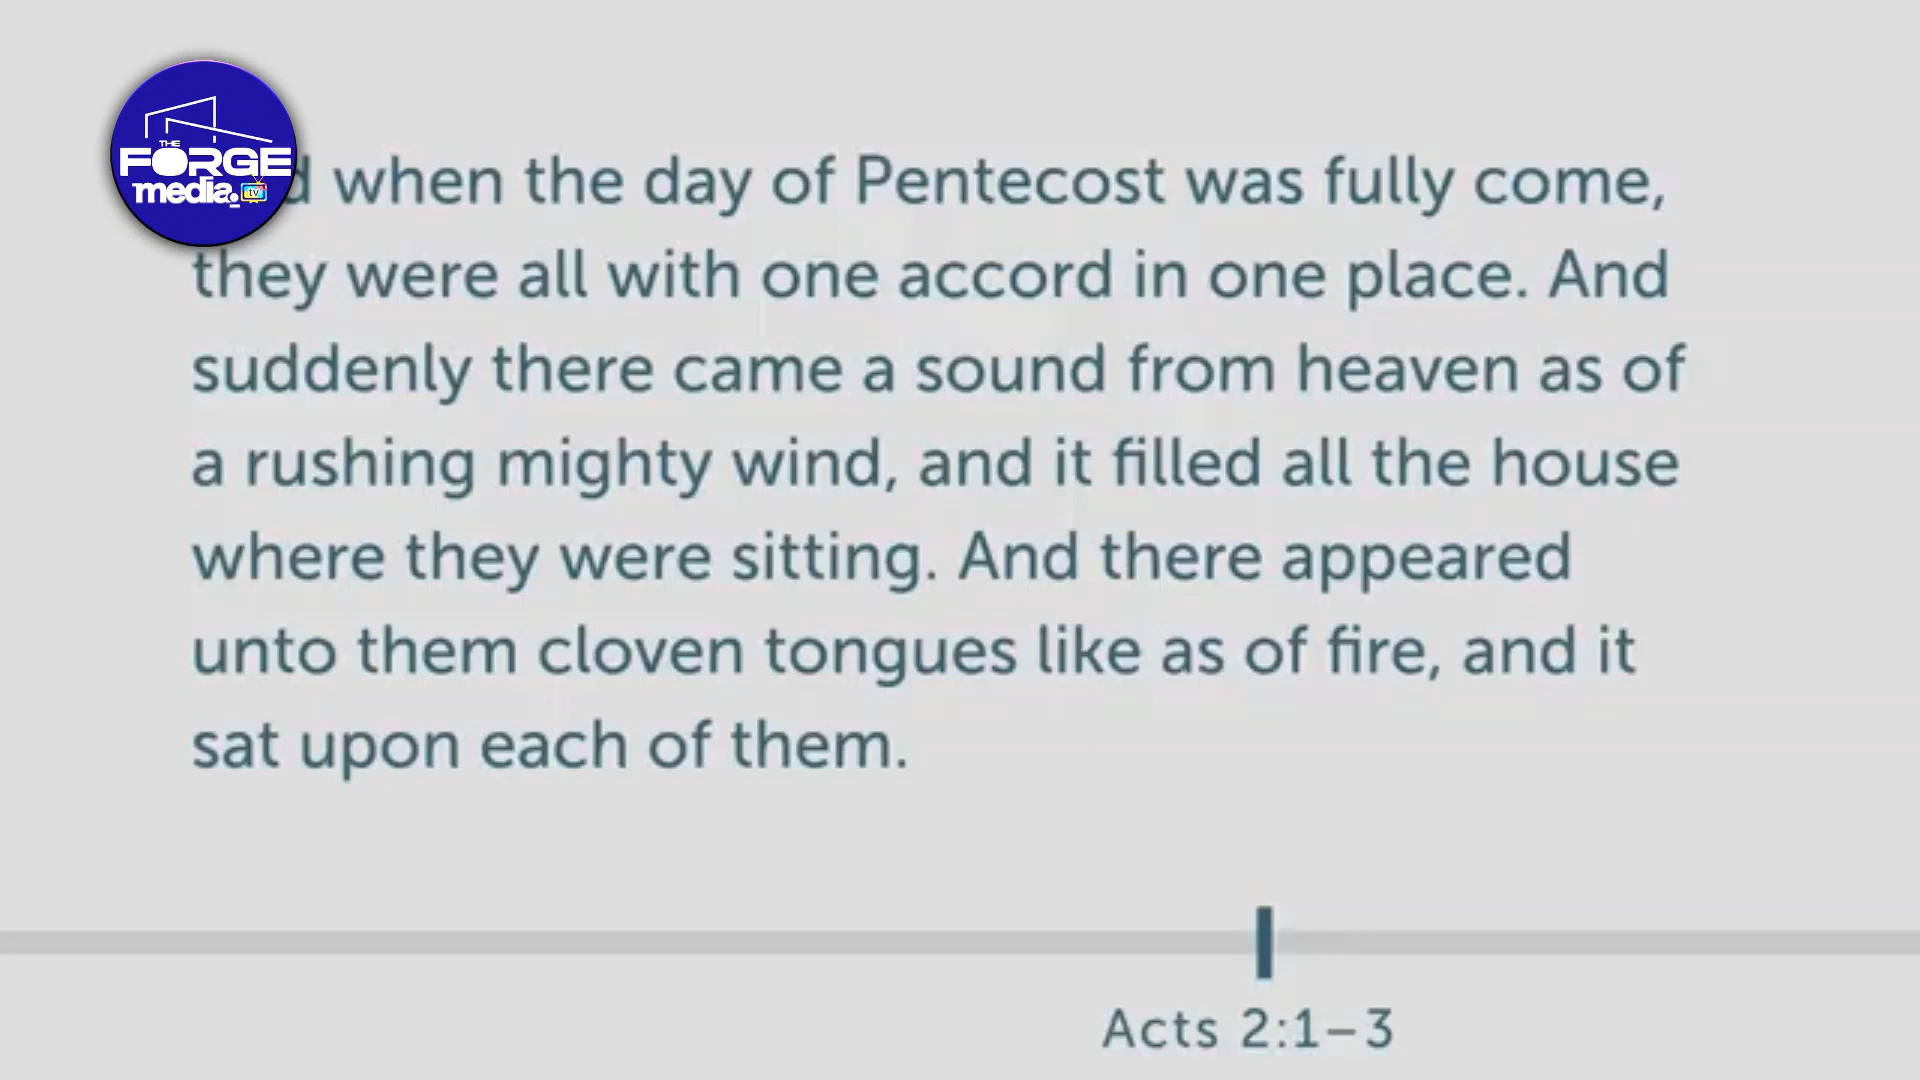 THE
FORGE
media.
TV
d when the day of Pentecost was fully come,
they were all with one accord in one place. And
suddenly there came a sound from heaven as of
a rushing mighty wind, and it filled all the house
where they were sitting. And there appeared
unto them cloven tongues like as of fire, and it
sat upon each of them.
Acts 2:1–3